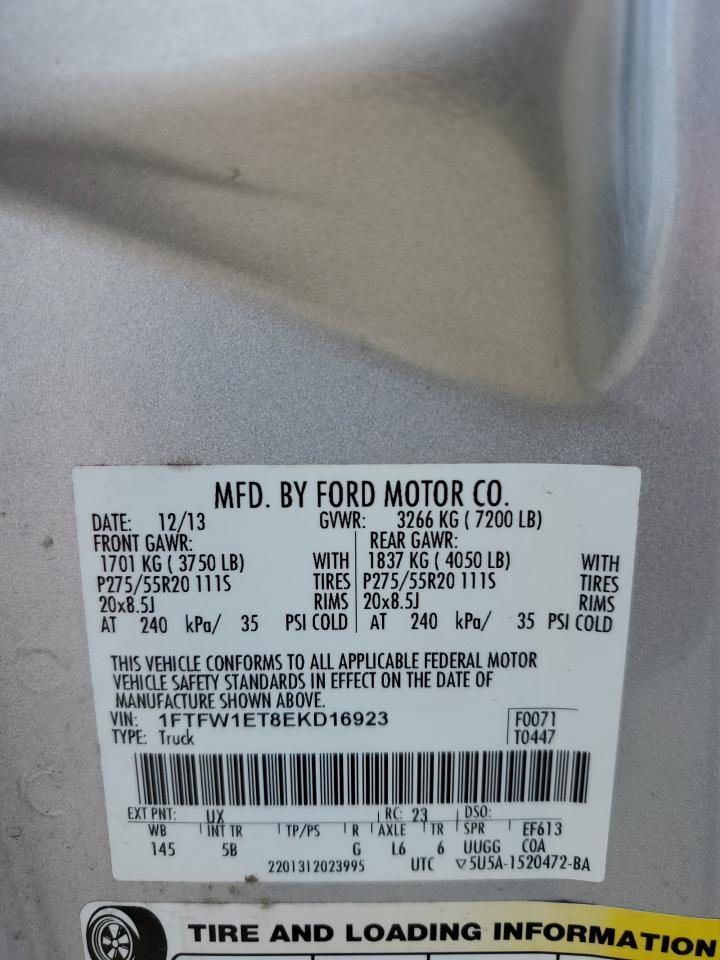 MFD. BY FORD MOTOR CO.
DATE: 12/13 GVWR: 3266 KG ( 7200 LB)
FRONT GAWR: REAR GAWR:
1701 KG ( 3750 LB) WITH 1837 KG ( 4050 LB) WITH
P275/55R20 111S TIRES P275/55R20 111S TIRES
20x8.5J RIMS 20x8.5J RIMS
AT 240 kPa/ 35 PSI COLD AT 240 kPa/ 35 PSI COLD
THIS VEHICLE CONFORMS TO ALL APPLICABLE FEDERAL MOTOR
VEHICLE SAFETY STANDARDS IN EFFECT ON THE DATE OF
MANUFACTURE SHOWN ABOVE.
VIN: 1FTFW1ET8EKD16923 F0071
TYPE: Truck T0447
EXT PNT: UX RC: 23 DSO:
WB INT TR TP/PS R AXLE TR SPR EF613
145 5B G L6 6 UUGG COA
2201312023995 UTC ▽5U5A-1520472-BA
TIRE AND LOADING INFORMATION